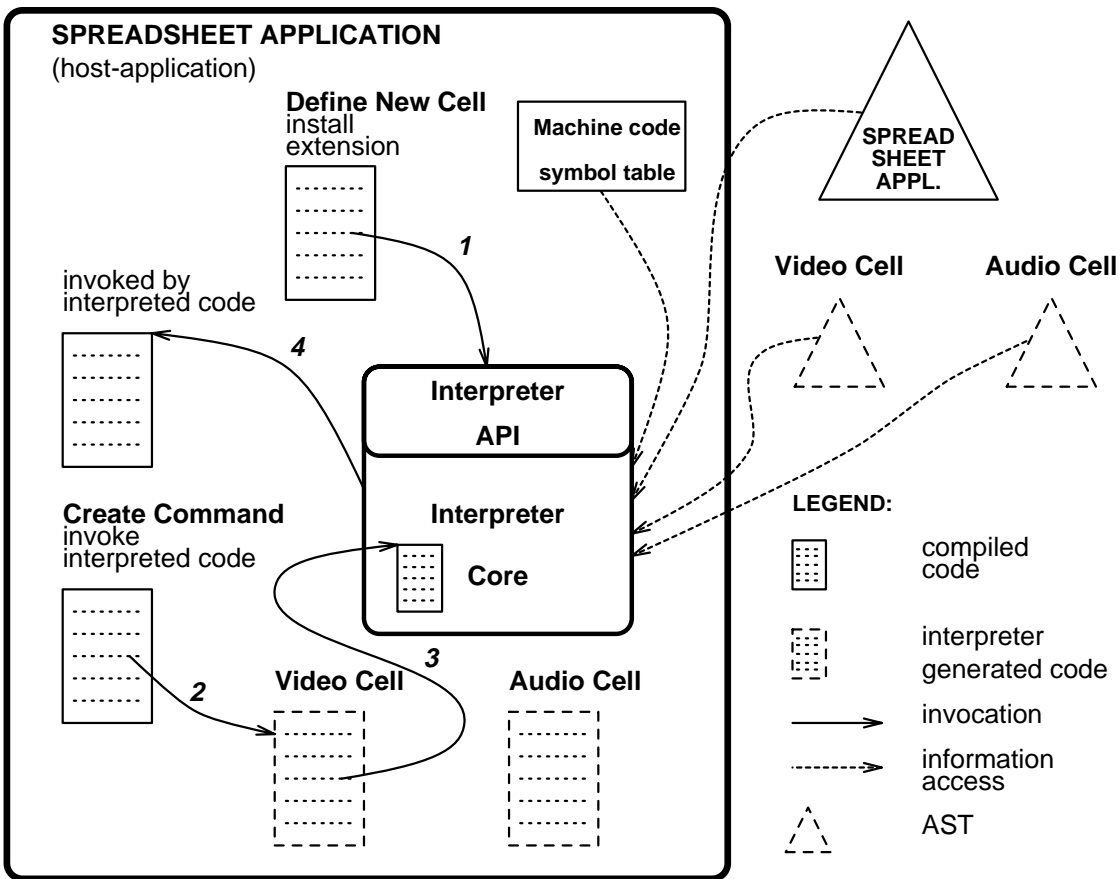 SPREADSHEET APPLICATION
(host-application)
Define New Cell
install
extension
Machine code
symbol table
SPREAD
SHEET
APPL.
1
invoked by
interpreted code
4
Video Cell
Audio Cell
Interpreter
API
Interpreter
Core
Create Command
invoke
interpreted code
2
3
Video Cell
Audio Cell
LEGEND:
compiled
code
interpreter
generated code
invocation
information
access
AST